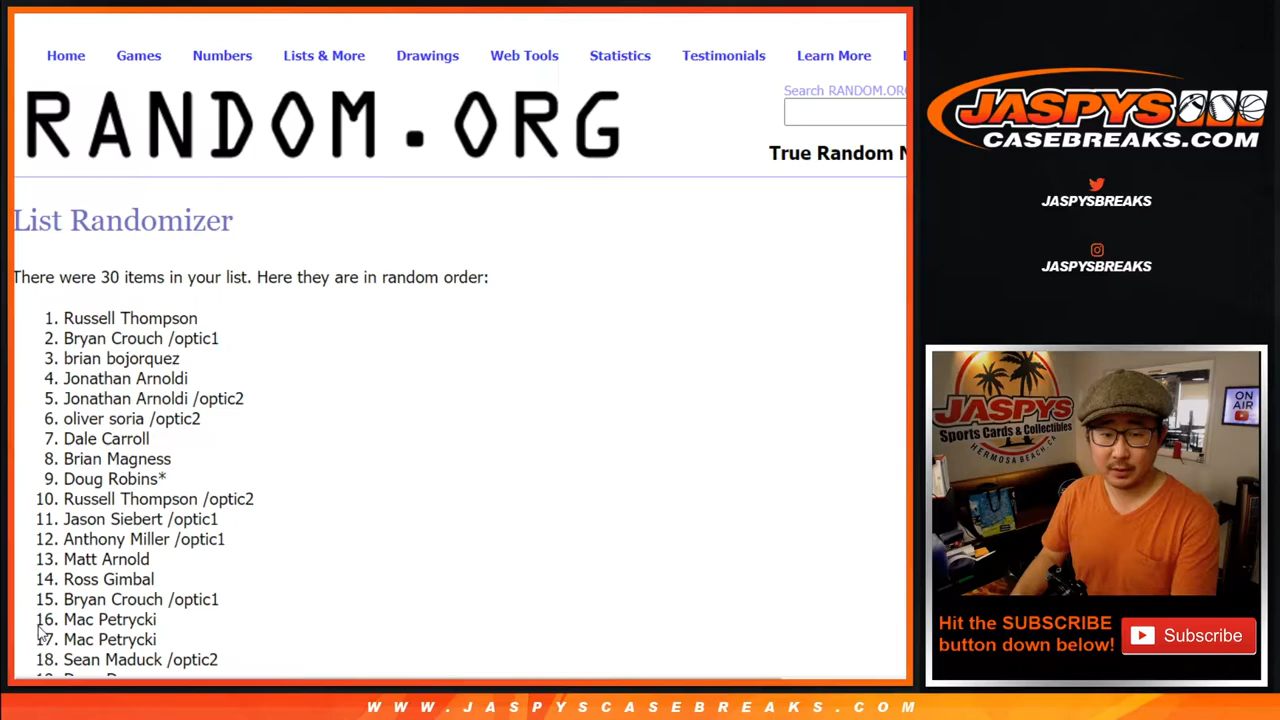 Home Games Numbers Lists & More Drawings Web Tools Statistics Testimonials Learn More
RANDOM.ORG
Search RANDOM.ORG
True Random N
List Randomizer
There were 30 items in your list. Here they are in random order:
1. Russell Thompson
2. Bryan Crouch /optic1
3. brian bojorquez
4. Jonathan Arnoldi
5. Jonathan Arnoldi /optic2
6. oliver soria /optic2
7. Dale Carroll
8. Brian Magness
9. Doug Robins*
10. Russell Thompson /optic2
11. Jason Siebert /optic1
12. Anthony Miller /optic1
13. Matt Arnold
14. Ross Gimbal
15. Bryan Crouch /optic1
16. Mac Petrycki
17. Mac Petrycki
18. Sean Maduck /optic2
JASPYS
CASEBREAKS.COM
JASPYSBREAKS
JASPYSBREAKS
JASPYS
Sports Cards & Collectibles
HERMOSA BEACH, CA
ON AIR
Hit the SUBSCRIBE
button down below!
Subscribe
WWW.JASPYSCASEBREAKS.COM